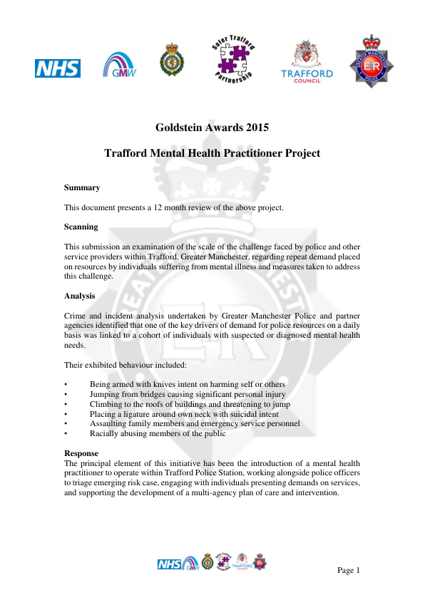 NHS
GMW
Safer Trafford
Partnership
TRAFFORD
COUNCIL
Goldstein Awards 2015
Trafford Mental Health Practitioner Project
Summary
This document presents a 12 month review of the above project.
Scanning
This submission an examination of the scale of the challenge faced by police and other
service providers within Trafford, Greater Manchester, regarding repeat demand placed
on resources by individuals suffering from mental illness and measures taken to address
this challenge.
Analysis
Crime and incident analysis undertaken by Greater Manchester Police and partner
agencies identified that one of the key drivers of demand for police resources on a daily
basis was linked to a cohort of individuals with suspected or diagnosed mental health
needs.
Their exhibited behaviour included:
• Being armed with knives intent on harming self or others
• Jumping from bridges causing significant personal injury
• Climbing to the roofs of buildings and threatening to jump
• Placing a ligature around own neck with suicidal intent
• Assaulting family members and emergency service personnel
• Racially abusing members of the public
Response
The principal element of this initiative has been the introduction of a mental health
practitioner to operate within Trafford Police Station, working alongside police officers
to triage emerging risk case, engaging with individuals presenting demands on services,
and supporting the development of a multi-agency plan of care and intervention.
NHS
Page 1